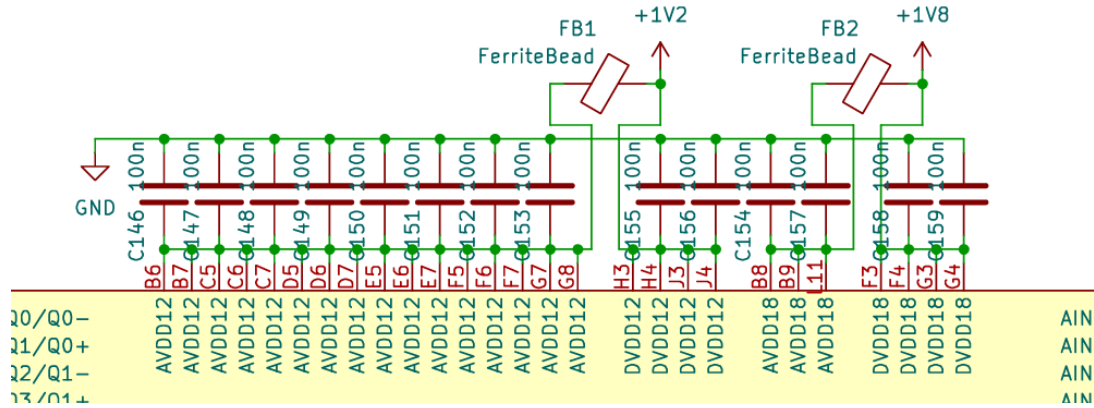 +1V2
+1V8
FB1
FB2
FerriteBead
FerriteBead
GND
C146 100n
C147 100n
C148 100n
C149 100n
C150 100n
C151 100n
C152 100n
C153 100n
C155 100n
C156 100n
C154 100n
C157 100n
C158 100n
C159 100n
B6 B7 C5 C6 C7 D5 D6 D7 E5 E6 E7 F5 F6 F7 G7 G8 H3 H4 J3 J4 B8 B9 L11 F3 F4 G3 G4
AVDD12 AVDD12 AVDD12 AVDD12 AVDD12 AVDD12 AVDD12 AVDD12 AVDD12 AVDD12 AVDD12 AVDD12 AVDD12 AVDD12 AVDD12 AVDD12 DVDD12 DVDD12 DVDD12 DVDD12 AVDD18 AVDD18 AVDD18 DVDD18 DVDD18 DVDD18 DVDD18
Q0/Q0-
Q1/Q0+
Q2/Q1-
Q3/Q1+
AIN
AIN
AIN
AIN